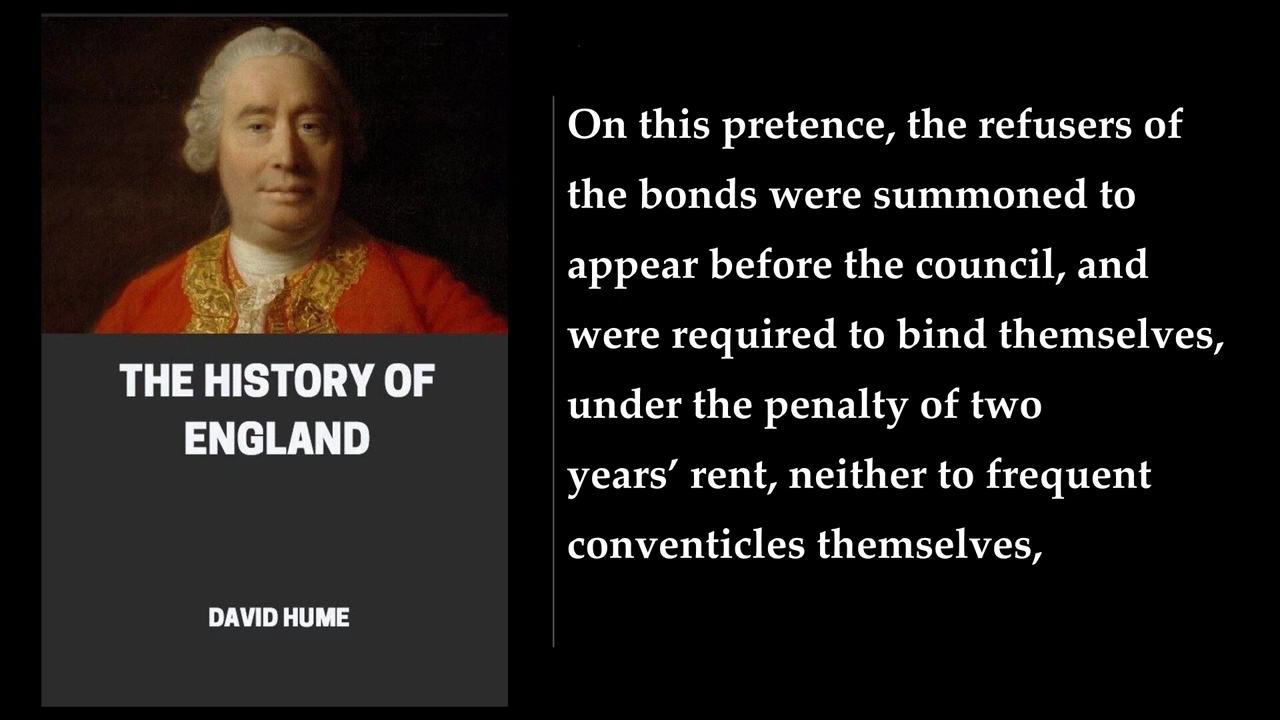 THE HISTORY OF
ENGLAND
DAVID HUME
On this pretence, the refusers of
the bonds were summoned to
appear before the council, and
were required to bind themselves,
under the penalty of two
years’ rent, neither to frequent
conventicles themselves,